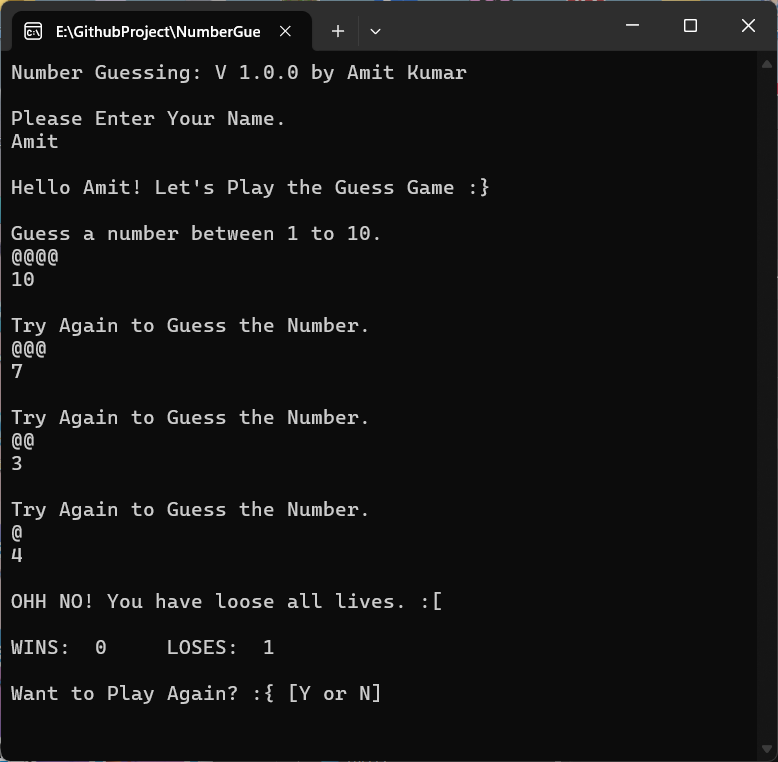 E:\GithubProject\NumberGue
Number Guessing: V 1.0.0 by Amit Kumar
Please Enter Your Name.
Amit
Hello Amit! Let's Play the Guess Game :}
Guess a number between 1 to 10.
@@@@
10
Try Again to Guess the Number.
@@@
7
Try Again to Guess the Number.
@@
3
Try Again to Guess the Number.
@
4
OHH NO! You have loose all lives. :[
WINS:  0     LOSES:  1
Want to Play Again? :{ [Y or N]